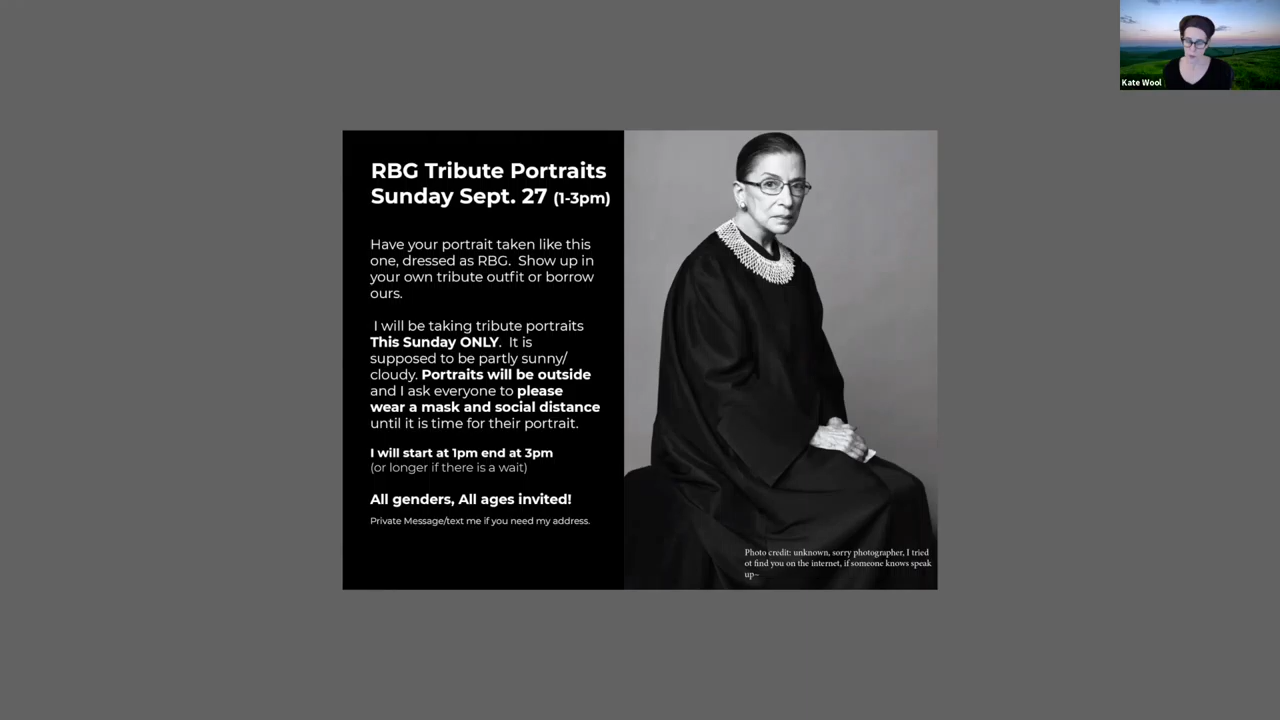 RBG Tribute Portraits
Sunday Sept. 27 (1-3pm)
Have your portrait taken like this
one, dressed as RBG.  Show up in
your own tribute outfit or borrow
ours.
I will be taking tribute portraits
This Sunday ONLY.  It is
supposed to be partly sunny/
cloudy. Portraits will be outside
and I ask everyone to please
wear a mask and social distance
until it is time for their portrait.
I will start at 1pm end at 3pm
(or longer if there is a wait)
All genders, All ages invited!
Private Message/text me if you need my address.
Photo credit: unknown, sorry photographer, I tried
ot find you on the internet, if someone knows speak
up~
Kate Wool